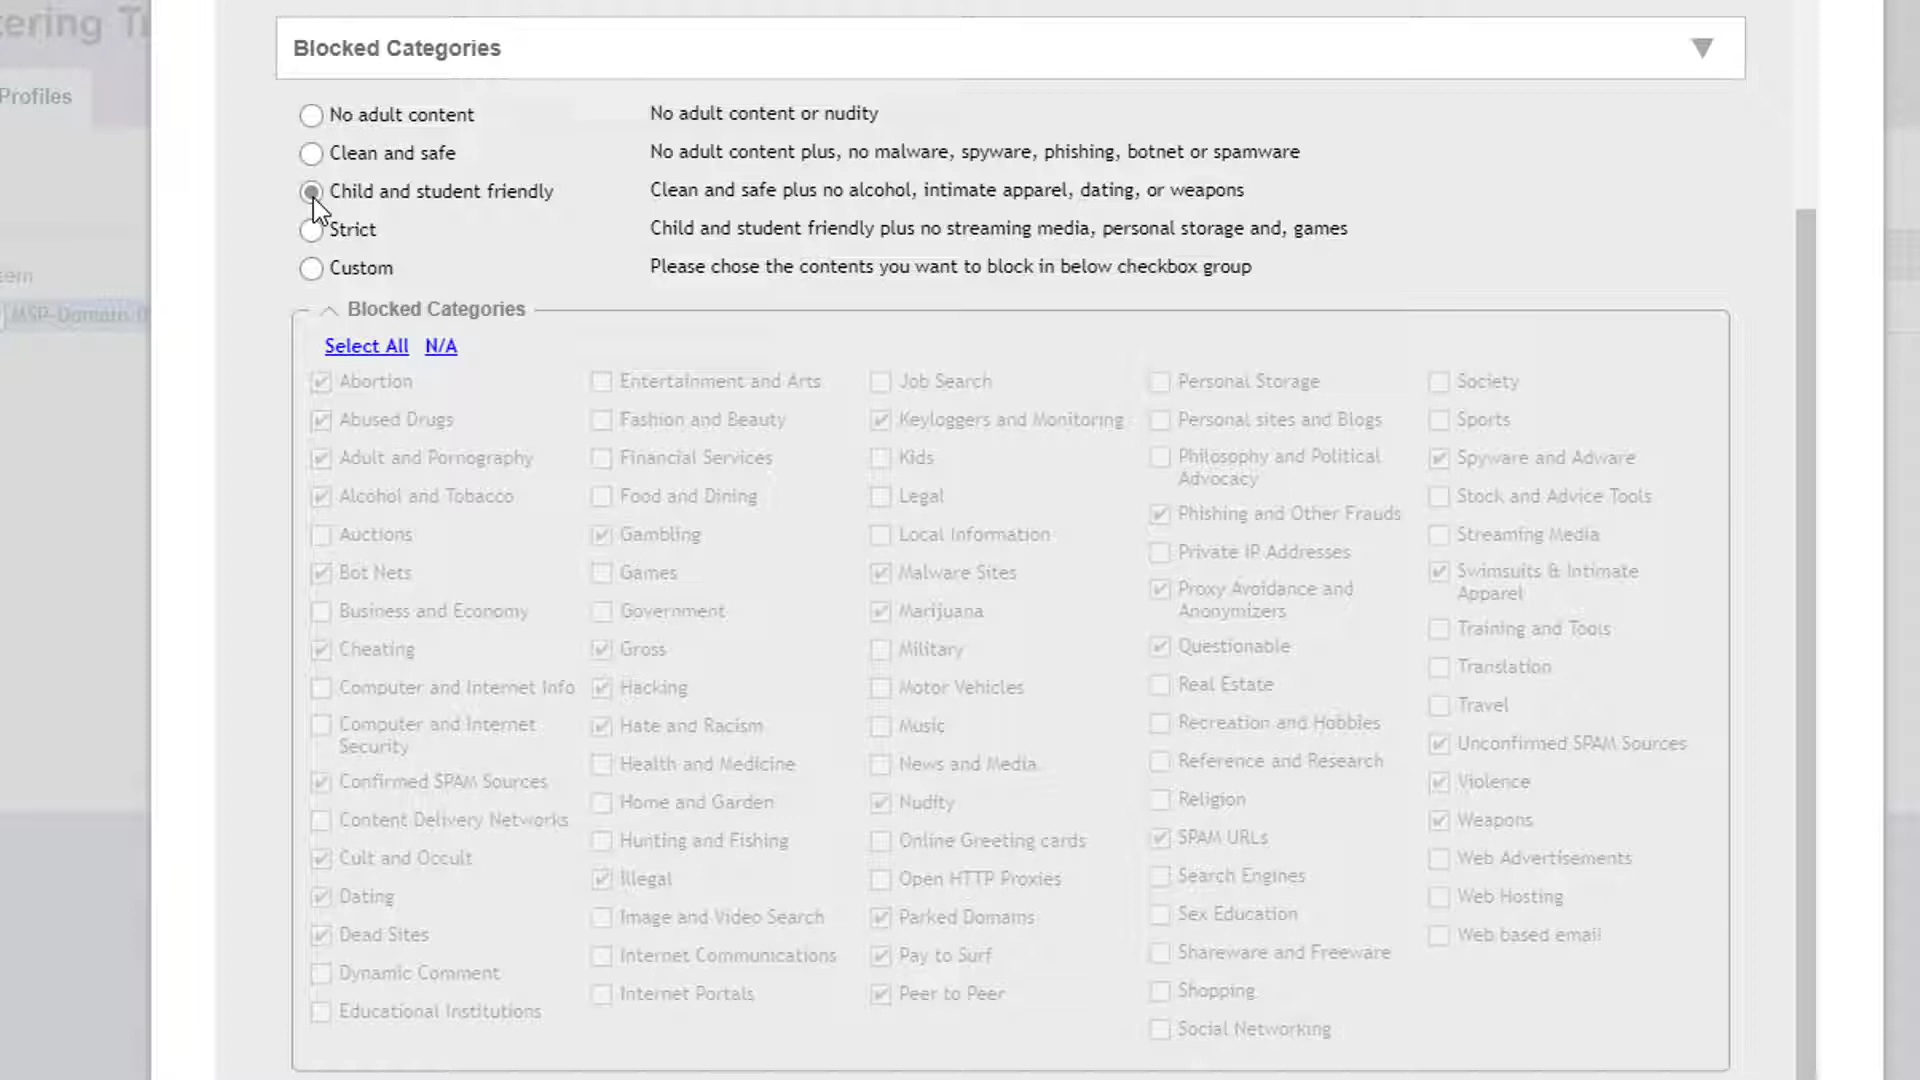 tering T
Profiles
MSP-Domain
Blocked Categories
No adult content No adult content or nudity
Clean and safe No adult content plus, no malware, spyware, phishing, botnet or spamware
Child and student friendly Clean and safe plus no alcohol, intimate apparel, dating, or weapons
Strict Child and student friendly plus no streaming media, personal storage and, games
Custom Please chose the contents you want to block in below checkbox group
Blocked Categories
Select All N/A
Abortion
Abused Drugs
Adult and Pornography
Alcohol and Tobacco
Auctions
Bot Nets
Business and Economy
Cheating
Computer and Internet Info
Computer and Internet
Security
Confirmed SPAM Sources
Content Delivery Networks
Cult and Occult
Dating
Dead Sites
Dynamic Comment
Educational Institutions
Entertainment and Arts
Fashion and Beauty
Financial Services
Food and Dining
Gambling
Games
Government
Gross
Hacking
Hate and Racism
Health and Medicine
Home and Garden
Hunting and Fishing
Illegal
Image and Video Search
Internet Communications
Internet Portals
Job Search
Keyloggers and Monitoring
Kids
Legal
Local Information
Malware Sites
Marijuana
Military
Motor Vehicles
Music
News and Media
Nudity
Online Greeting cards
Open HTTP Proxies
Parked Domains
Pay to Surf
Peer to Peer
Personal Storage
Personal sites and Blogs
Philosophy and Political
Advocacy
Phishing and Other Frauds
Private IP Addresses
Proxy Avoidance and
Anonymizers
Questionable
Real Estate
Recreation and Hobbies
Reference and Research
Religion
SPAM URLs
Search Engines
Sex Education
Shareware and Freeware
Shopping
Social Networking
Society
Sports
Spyware and Adware
Stock and Advice Tools
Streaming Media
Swimsuits & Intimate
Apparel
Training and Tools
Translation
Travel
Unconfirmed SPAM Sources
Violence
Weapons
Web Advertisements
Web Hosting
Web based email